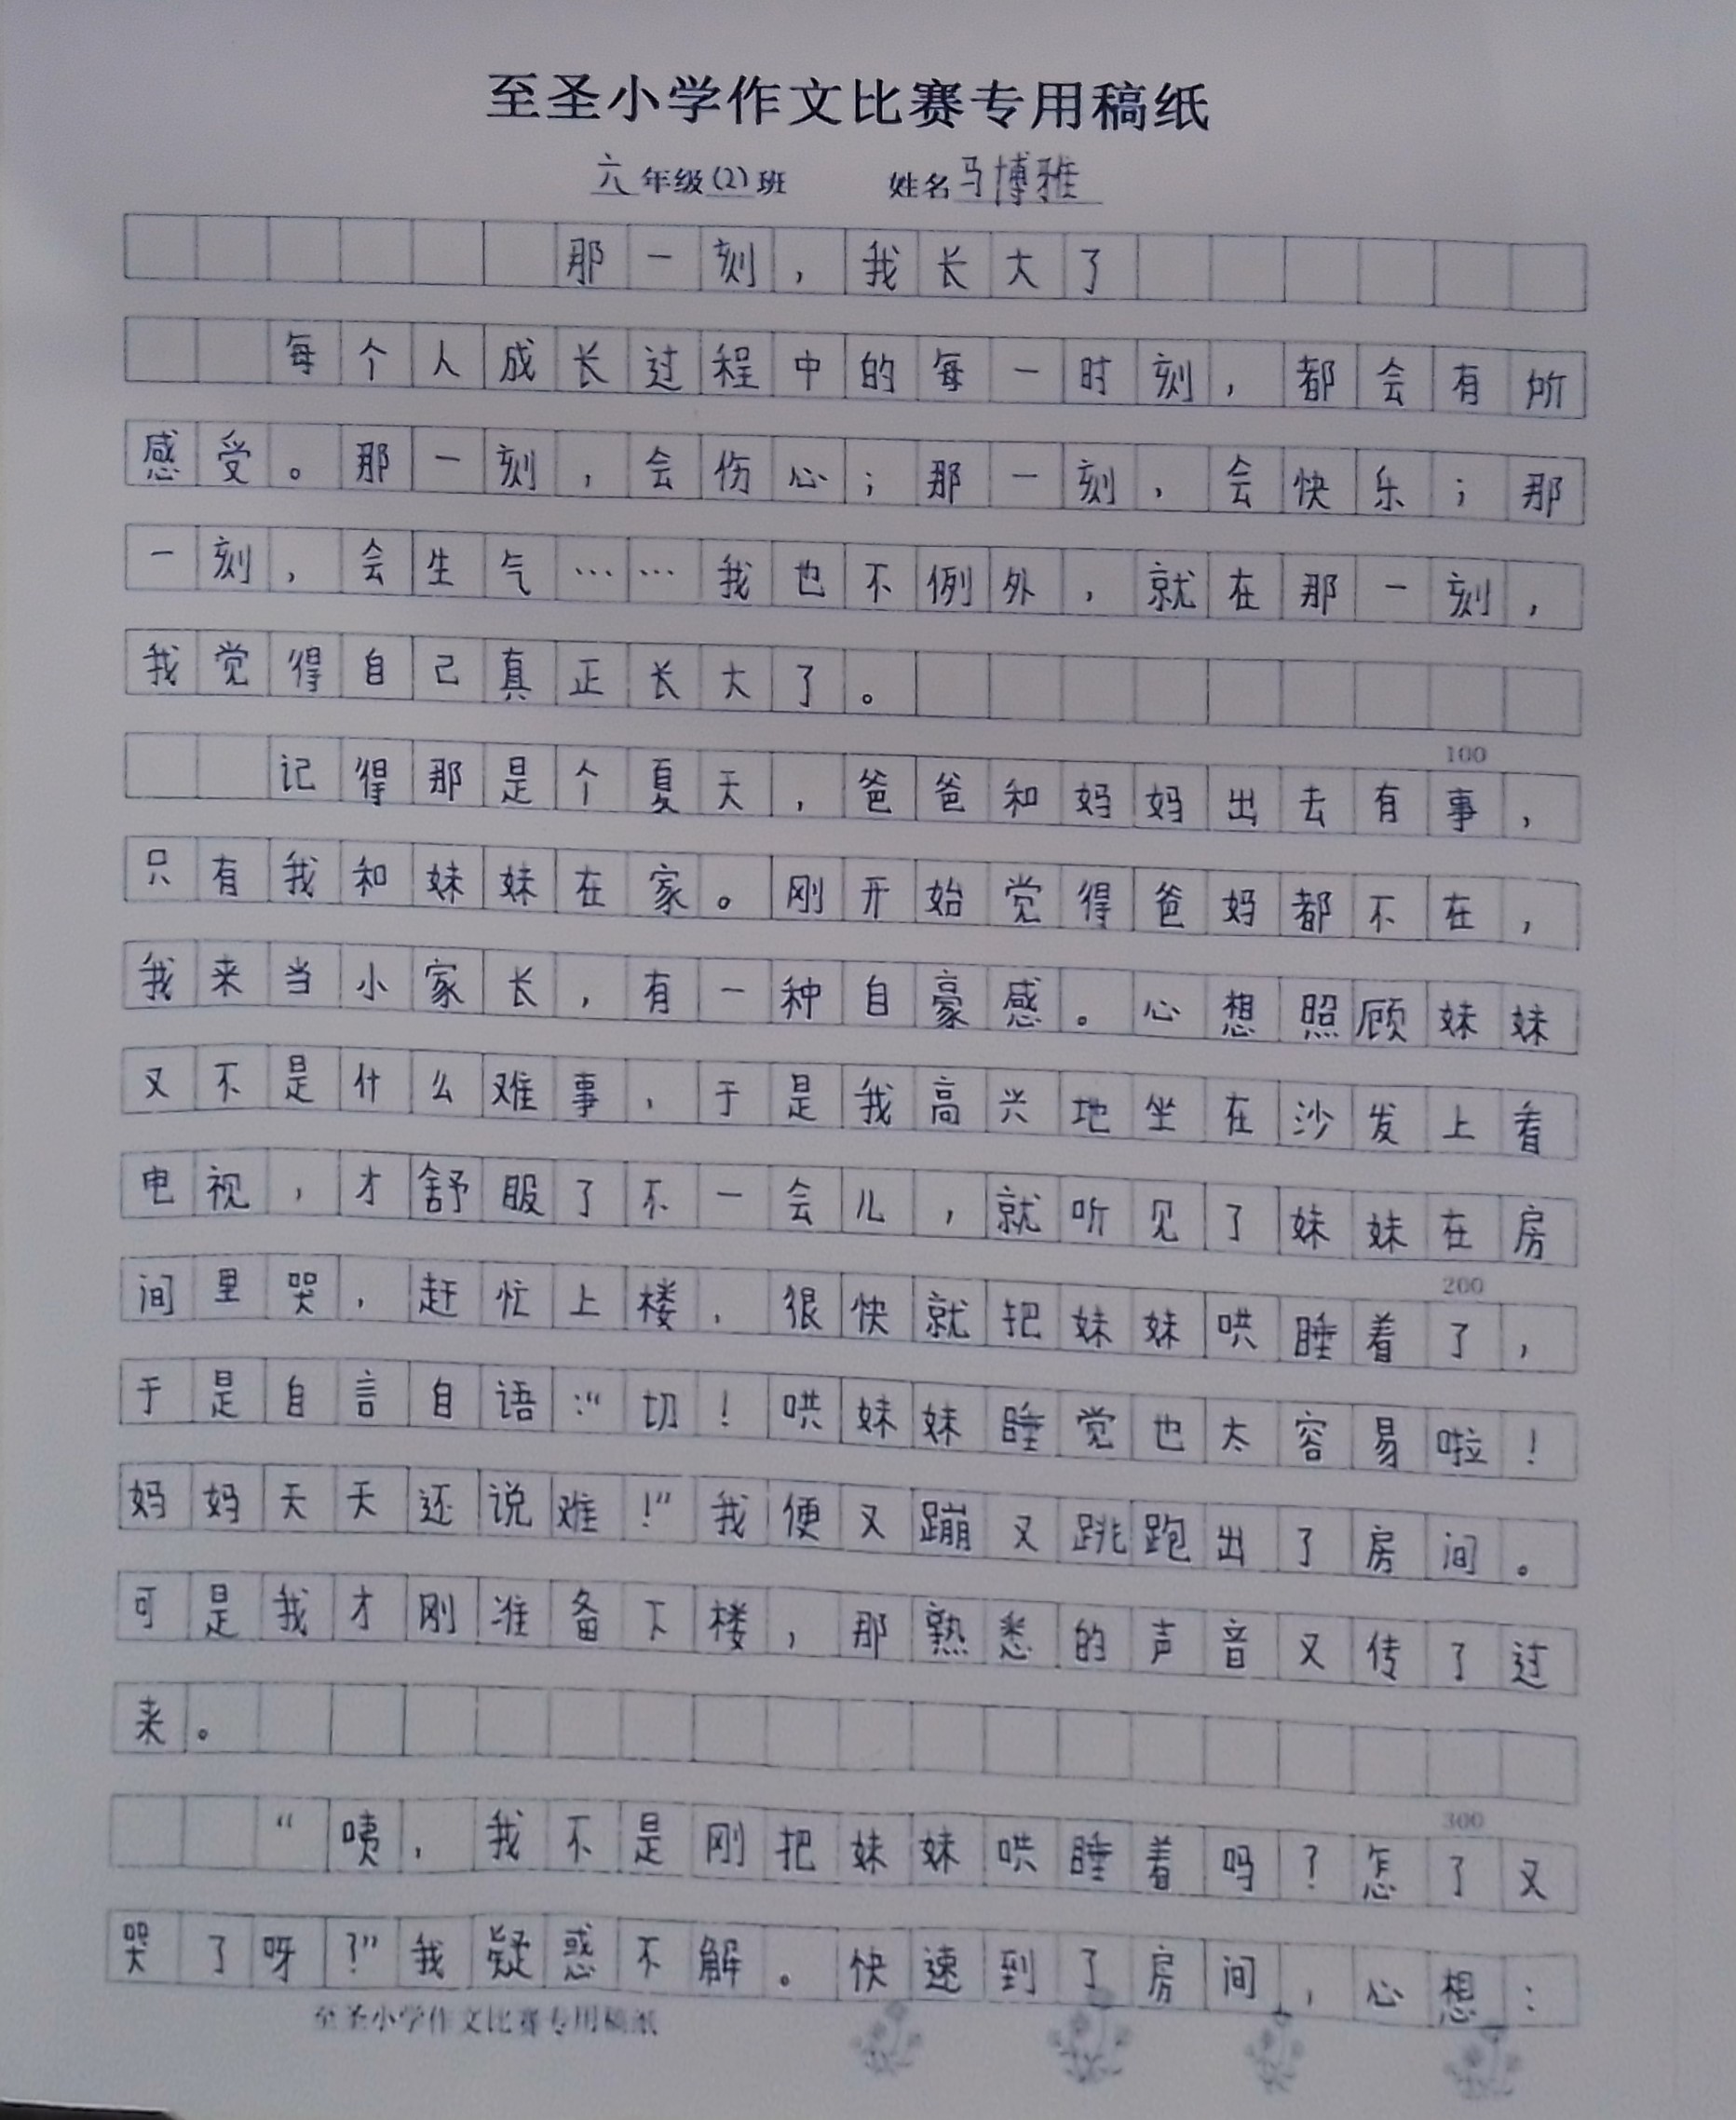 至圣小学作文比赛专用稿纸
六年级(2)班 姓名马博雅
那一刻，我长大了
每个人成长过程中的每一时刻，都会有所
感受。那一刻，会伤心；那一刻，会快乐；那
一刻，会生气……我也不例外，就在那一刻，
我觉得自己真正长大了。
100
记得那是个夏天，爸爸和妈妈出去有事，
只有我和妹妹在家。刚开始觉得爸妈都不在，
我来当小家长，有一种自豪感。心想照顾妹妹
又不是什么难事，于是我高兴地坐在沙发上看
电视，才舒服了不一会儿，就听见了妹妹在房
200
间里哭，赶忙上楼，很快就把妹妹哄睡着了，
于是自言自语：“切！哄妹妹睡觉也太容易啦！
妈妈天天还说难！”我便又蹦又跳跑出了房间。
可是我才刚准备下楼，那熟悉的声音又传了过
来。
300
“咦，我不是刚把妹妹哄睡着吗？怎了又
哭了呀？”我疑惑不解。快速到了房间，心想：
至圣小学作文比赛专用稿纸